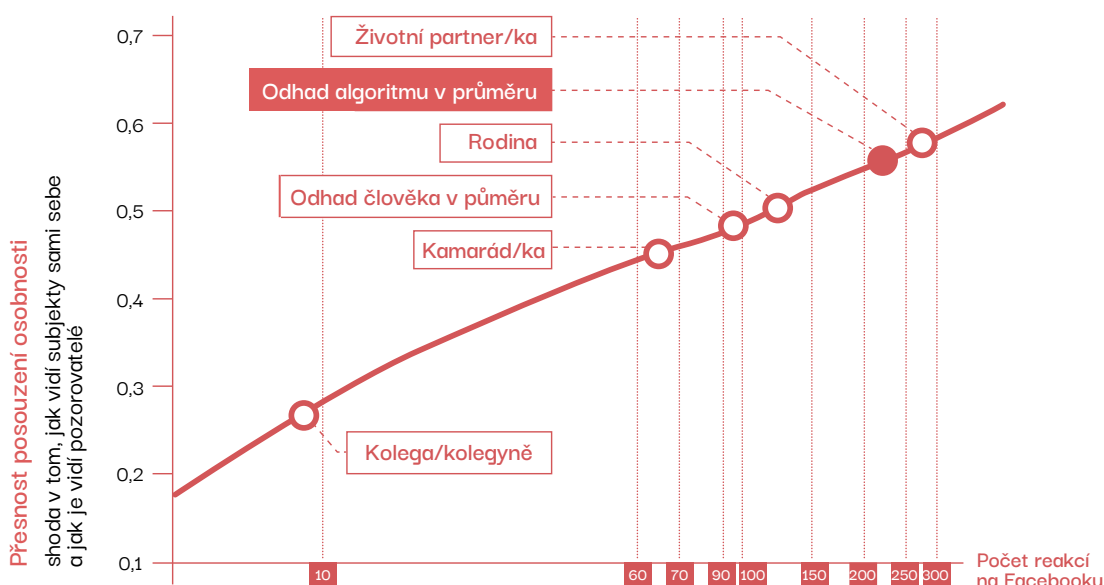 Přesnost posouzení osobnosti
shoda v tom, jak vidí subjekty sami sebe
a jak je vidí pozorovatelé
0,7
0,6
0,5
0,4
0,3
0,2
0,1
Životní partner/ka
Odhad algoritmu v průměru
Rodina
Odhad člověka v půměru
Kamarád/ka
Kolega/kolegyně
10
60
70
90
100
150
200
250
300
Počet reakcí
na Facebooku